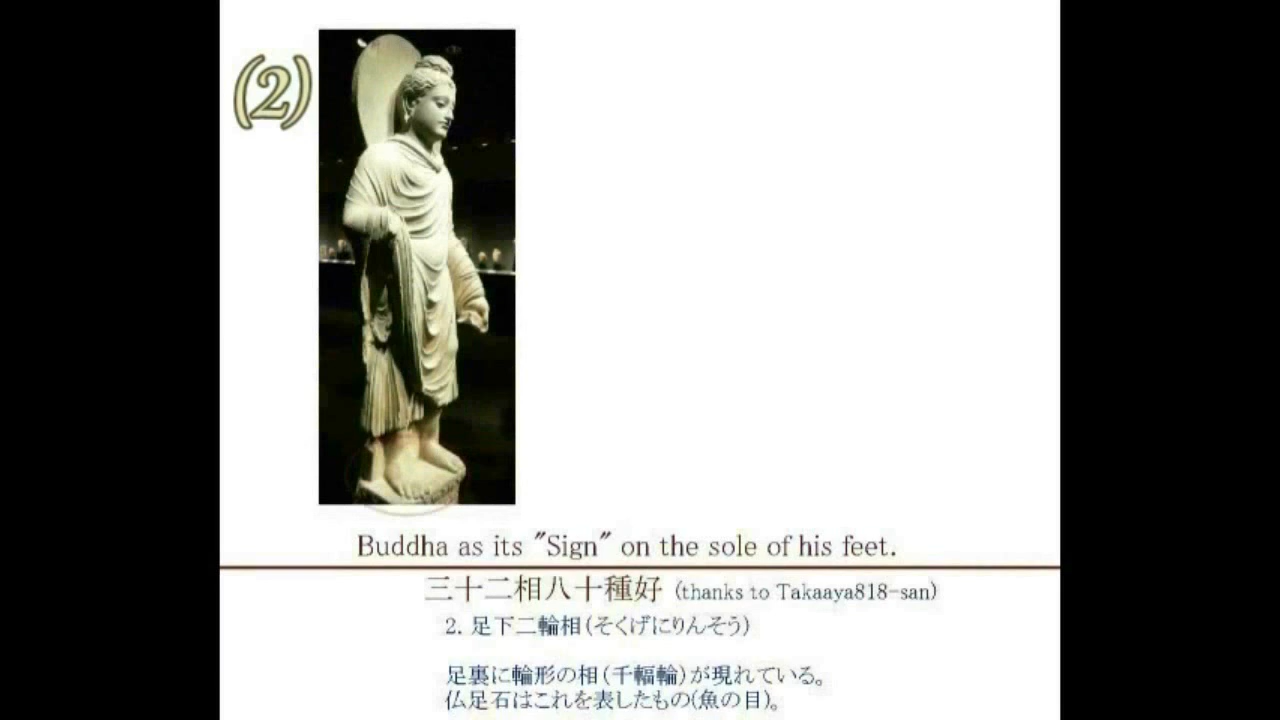 (2)
Buddha as its "Sign" on the sole of his feet.
三十二相八十種好 (thanks to Takaaya818-san)
2. 足下二輪相(そくげにりんそう)
足裏に輪形の相(千輻輪)が現れている。
仏足石はこれを表したもの(魚の目)。